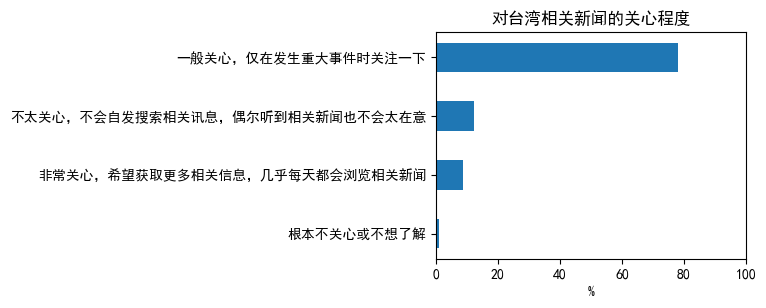 对台湾相关新闻的关心程度
一般关心，仅在发生重大事件时关注一下
不太关心，不会自发搜索相关讯息，偶尔听到相关新闻也不会太在意
非常关心，希望获取更多相关信息，几乎每天都会浏览相关新闻
根本不关心或不想了解
0 20 40 60 80 100
%